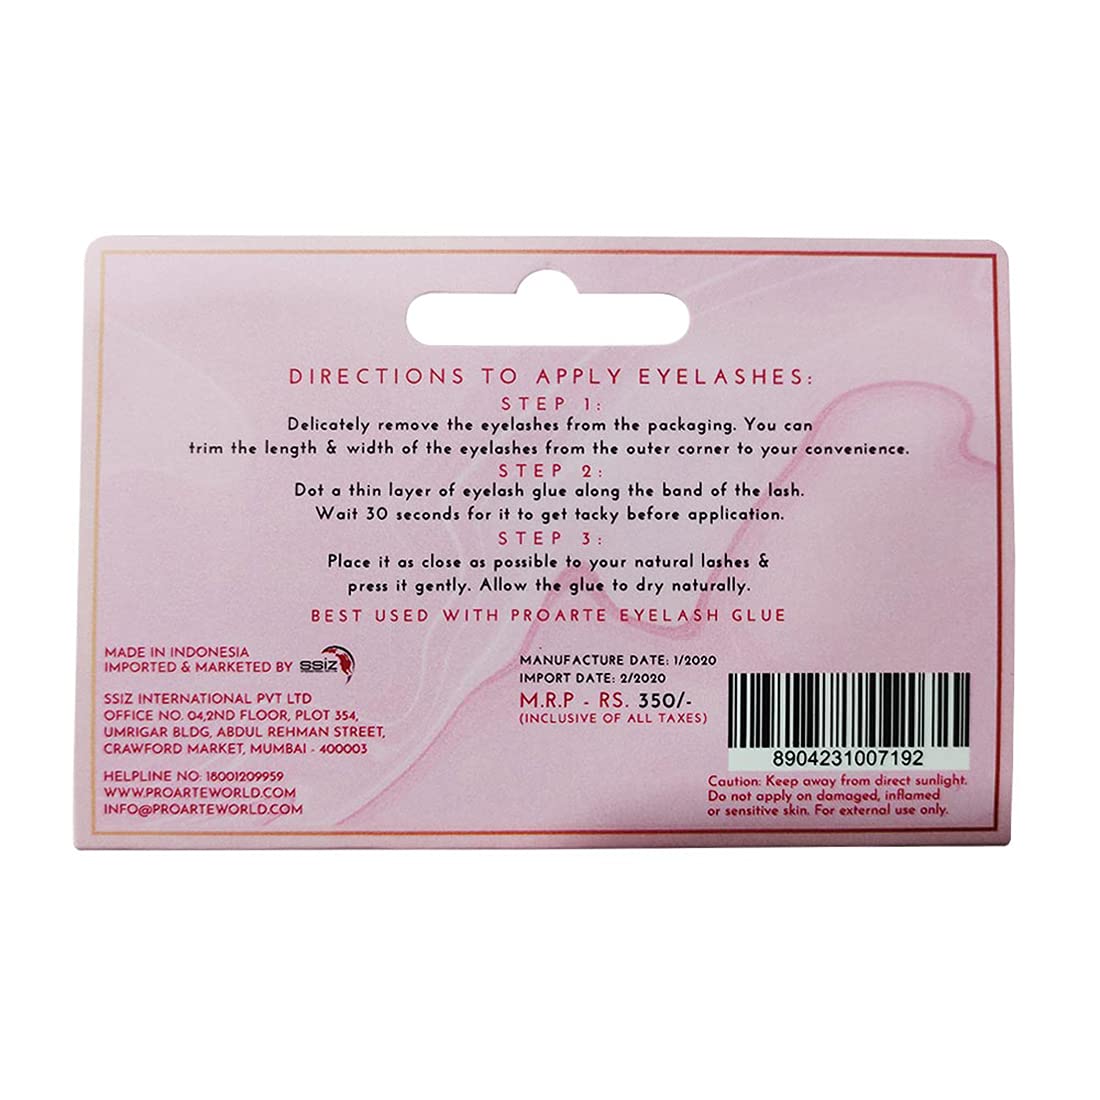 DIRECTIONS TO APPLY EYELASHES:
STEP 1:
Delicately remove the eyelashes from the packaging. You can
trim the length & width of the eyelashes from the outer corner to your convenience.
STEP 2:
Dot a thin layer of eyelash glue along the band of the lash.
Wait 30 seconds for it to get tacky before application.
STEP 3:
Place it as close as possible to your natural lashes &
press it gently. Allow the glue to dry naturally.
BEST USED WITH PROARTE EYELASH GLUE
MADE IN INDONESIA
IMPORTED & MARKETED BY SSIZ
SSIZ INTERNATIONAL PVT LTD
OFFICE NO. 04,2ND FLOOR, PLOT 354,
UMRIGAR BLDG, ABDUL REHMAN STREET,
CRAWFORD MARKET, MUMBAI - 400003
HELPLINE NO: 18001209959
WWW.PROARTEWORLD.COM
INFO@PROARTEWORLD.COM
MANUFACTURE DATE: 1/2020
IMPORT DATE: 2/2020
M.R.P - RS. 350/-
(INCLUSIVE OF ALL TAXES)
8904231007192
Caution: Keep away from direct sunlight.
Do not apply on damaged, inflamed
or sensitive skin. For external use only.